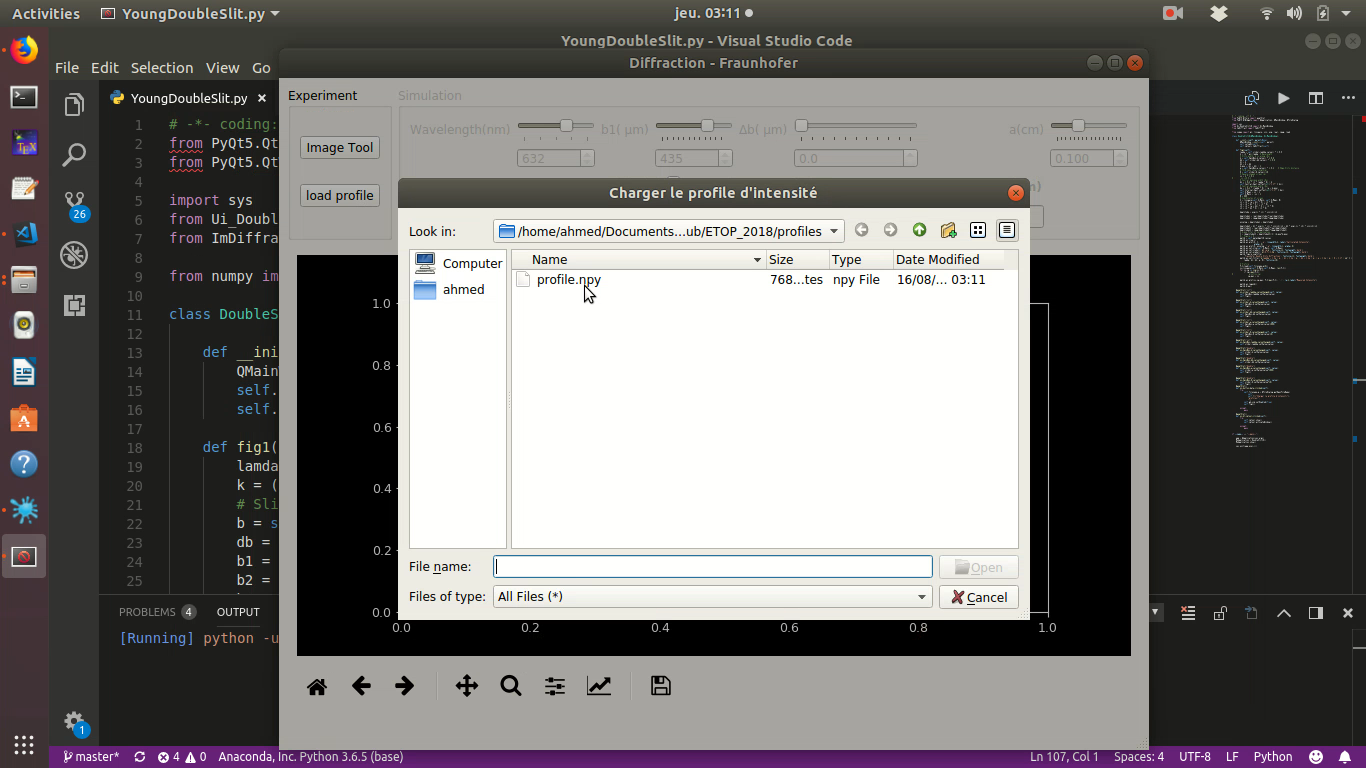 Activities YoungDoubleSlit.py jeu. 03:11
YoungDoubleSlit.py - Visual Studio Code
File Edit Selection View Go
Diffraction - Fraunhofer
YoungDoubleSlit.py
Experiment Simulation
Wavelength(nm) b1( µm) Δb( µm) a(cm)
632 435 0.0 0.100
Image Tool
load profile
Charger le profile d'intensité
Look in: /home/ahmed/Documents...ub/ETOP_2018/profiles
Computer
ahmed
Name Size Type Date Modified
profile.npy 768...tes npy File 16/08/... 03:11
File name: Open
Files of type: All Files (*) Cancel
1 # -*- coding:
2 from PyQt5.Qt
3 from PyQt5.Qt
4
5 import sys
6 from Ui_Doubl
7 from ImDiffra
8
9 from numpy im
10
11 class DoubleS
12
13 def __ini
14 QMain
15 self.
16 self.
17
18 def fig1(
19 lamda
20 k = (
21 # Sli
22 b = s
23 db =
24 b1 =
25 b2 =
26
1.0
0.8
0.6
0.4
0.2
0.0
0.0 0.2 0.4 0.6 0.8 1.0
PROBLEMS 4 OUTPUT
[Running] python -u
1
master* 4 0 Anaconda, Inc. Python 3.6.5 (base) Ln 107, Col 1 Spaces: 4 UTF-8 LF Python